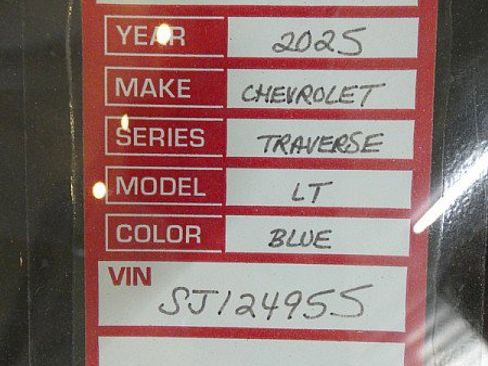 YEAR 2025
MAKE CHEVROLET
SERIES TRAVERSE
MODEL LT
COLOR BLUE
VIN
SJ124955